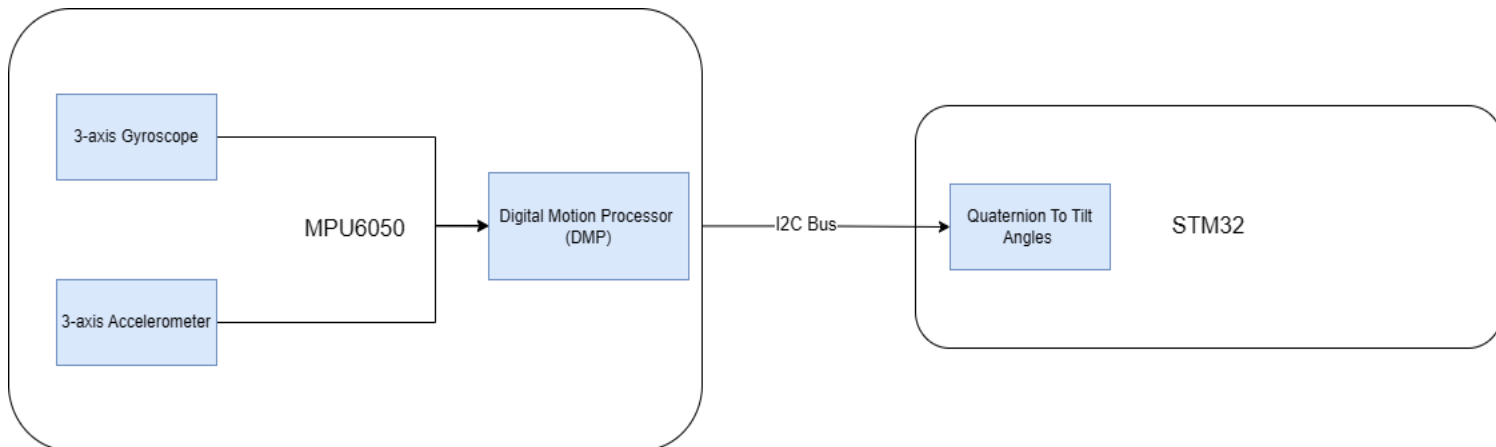 3-axis Gyroscope
MPU6050
3-axis Accelerometer
Digital Motion Processor
(DMP)
I2C Bus
Quaternion To Tilt
Angles
STM32